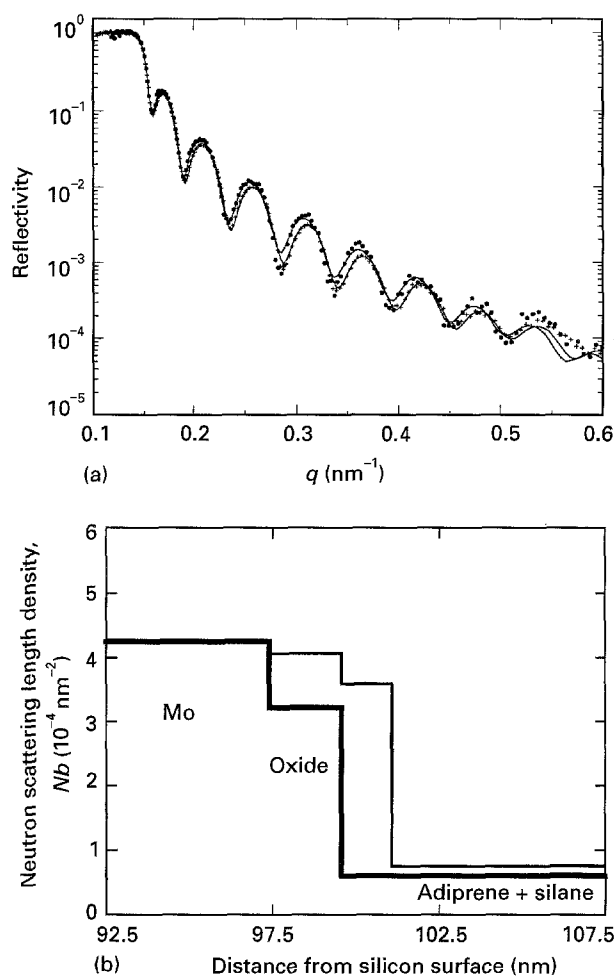 10⁰
10⁻¹
10⁻²
10⁻³
10⁻⁴
10⁻⁵
Reflectivity
0.1 0.2 0.3 0.4 0.5 0.6
(a) q (nm⁻¹)
6
5
4
3
2
1
0
Neutron scattering length density,
Nb (10⁻⁴ nm⁻²)
Mo
Oxide
Adiprene + silane
92.5 97.5 102.5 107.5
(b) Distance from silicon surface (nm)